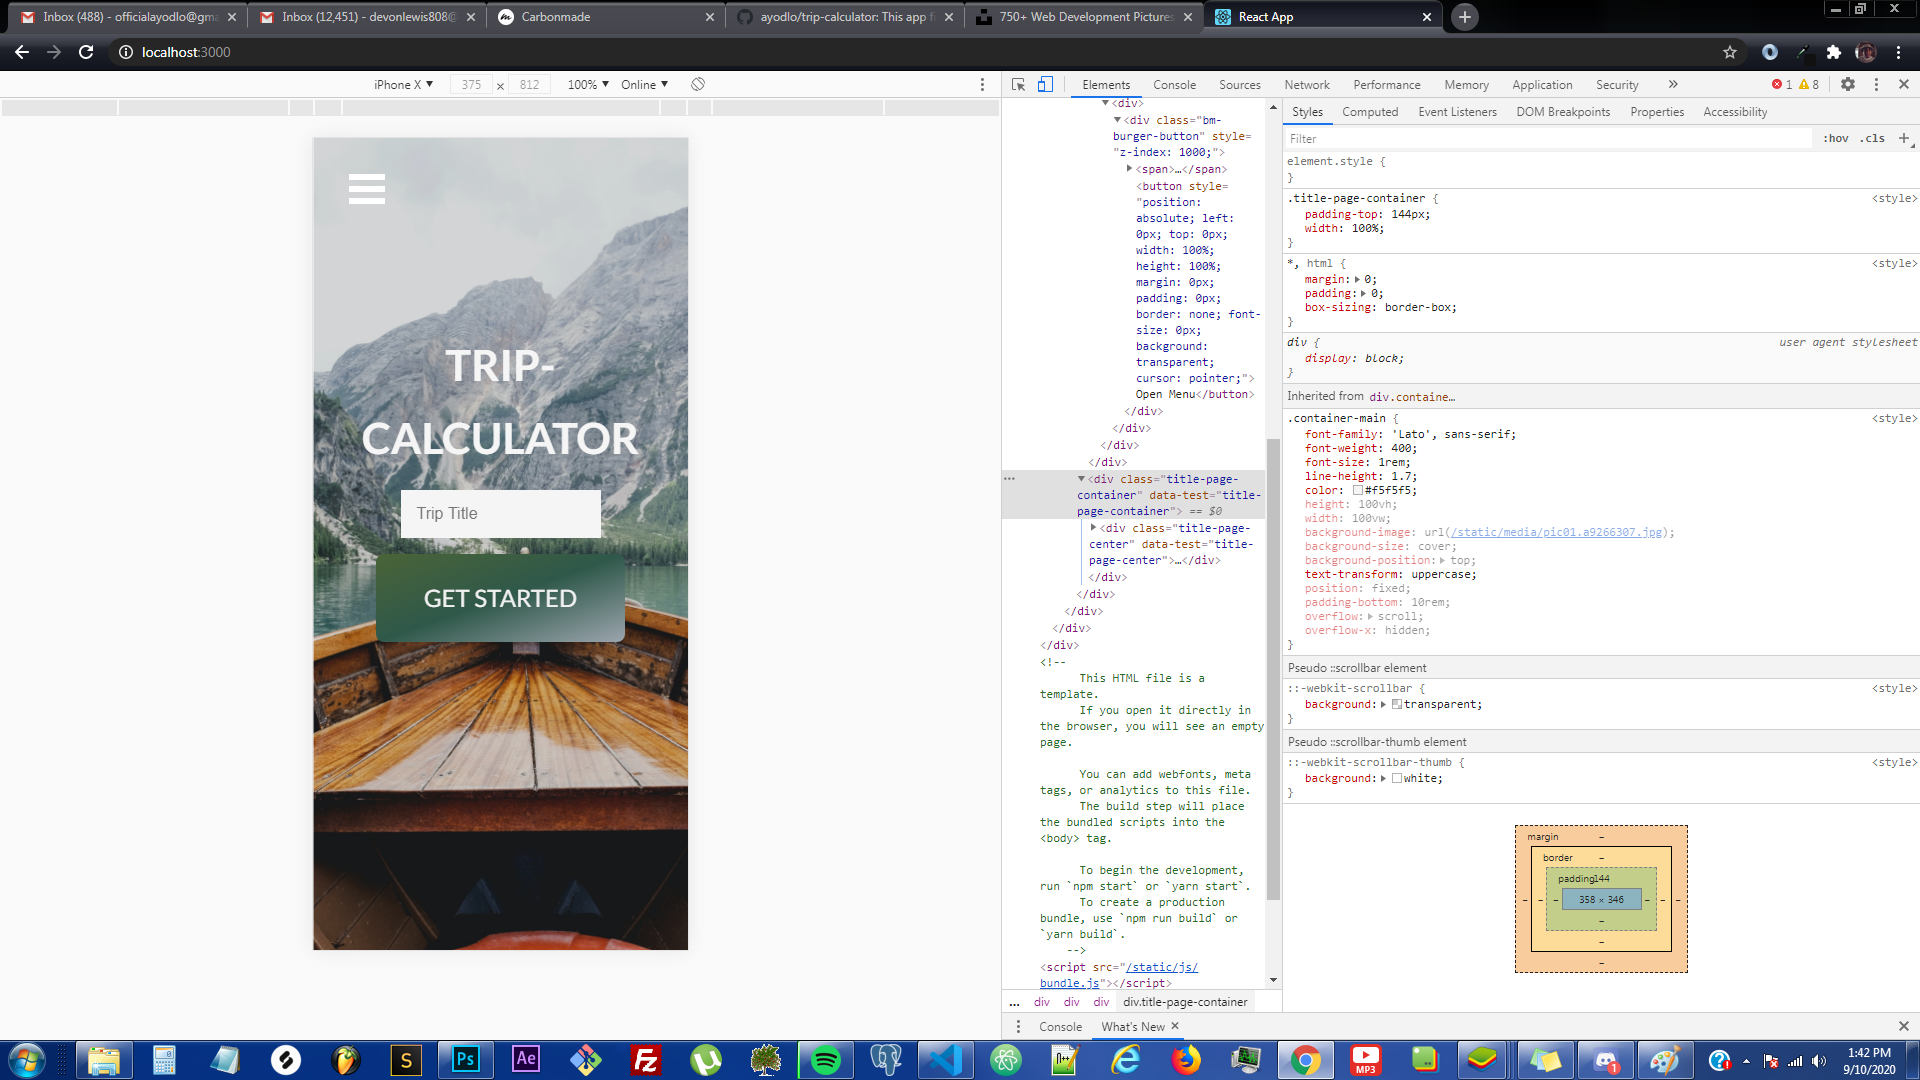 Inbox (488) - officialayodlo@gma
Inbox (12,451) - devonlewis808@
Carbonmade
ayodlo/trip-calculator: This app f
750+ Web Development Pictures
React App
localhost:3000
iPhone X ▼ 375 × 812 100% ▼ Online ▼
Elements Console Sources Network Performance Memory Application Security » 1 8
TRIP-
CALCULATOR
Trip Title
GET STARTED
<div>
<div class="bm-
burger-button" style=
"z-index: 1000;">
<span>…</span>
<button style=
"position:
absolute; left:
0px; top: 0px;
width: 100%;
height: 100%;
margin: 0px;
padding: 0px;
border: none; font-
size: 0px;
background:
transparent;
cursor: pointer;">
Open Menu</button>
</div>
</div>
</div>
</div>
<div class="title-page-
container" data-test="title-
page-container"> == $0
<div class="title-page-
center" data-test="title-
page-center">…</div>
</div>
</div>
</div>
</div>
</div>
<!--
This HTML file is a
template.
If you open it directly in
the browser, you will see an empty
page.
You can add webfonts, meta
tags, or analytics to this file.
The build step will place
the bundled scripts into the
<body> tag.
To begin the development,
run `npm start` or `yarn start`.
To create a production
bundle, use `npm run build` or
`yarn build`.
-->
<script src="/static/js/
bundle.js"></script>
... div div div div.title-page-container
Styles Computed Event Listeners DOM Breakpoints Properties Accessibility
Filter :hov .cls +
element.style {
}
.title-page-container { <style>
padding-top: 144px;
width: 100%;
}
*, html { <style>
margin: 0;
padding: 0;
box-sizing: border-box;
}
div { user agent stylesheet
display: block;
}
Inherited from div.containe…
.container-main { <style>
font-family: 'Lato', sans-serif;
font-weight: 400;
font-size: 1rem;
line-height: 1.7;
color: #f5f5f5;
height: 100vh;
width: 100vw;
background-image: url(/static/media/pic01.a9266307.jpg);
background-size: cover;
background-position: top;
text-transform: uppercase;
position: fixed;
padding-bottom: 10rem;
overflow: scroll;
overflow-x: hidden;
}
Pseudo ::scrollbar element
::-webkit-scrollbar { <style>
background: transparent;
}
Pseudo ::scrollbar-thumb element
::-webkit-scrollbar-thumb { <style>
background: white;
}
margin –
border –
padding144
– – – 358 × 346 – – –
–
–
–
Console What's New ×
S Ps Ae Fz N++ MP3 1
1:42 PM
9/10/2020